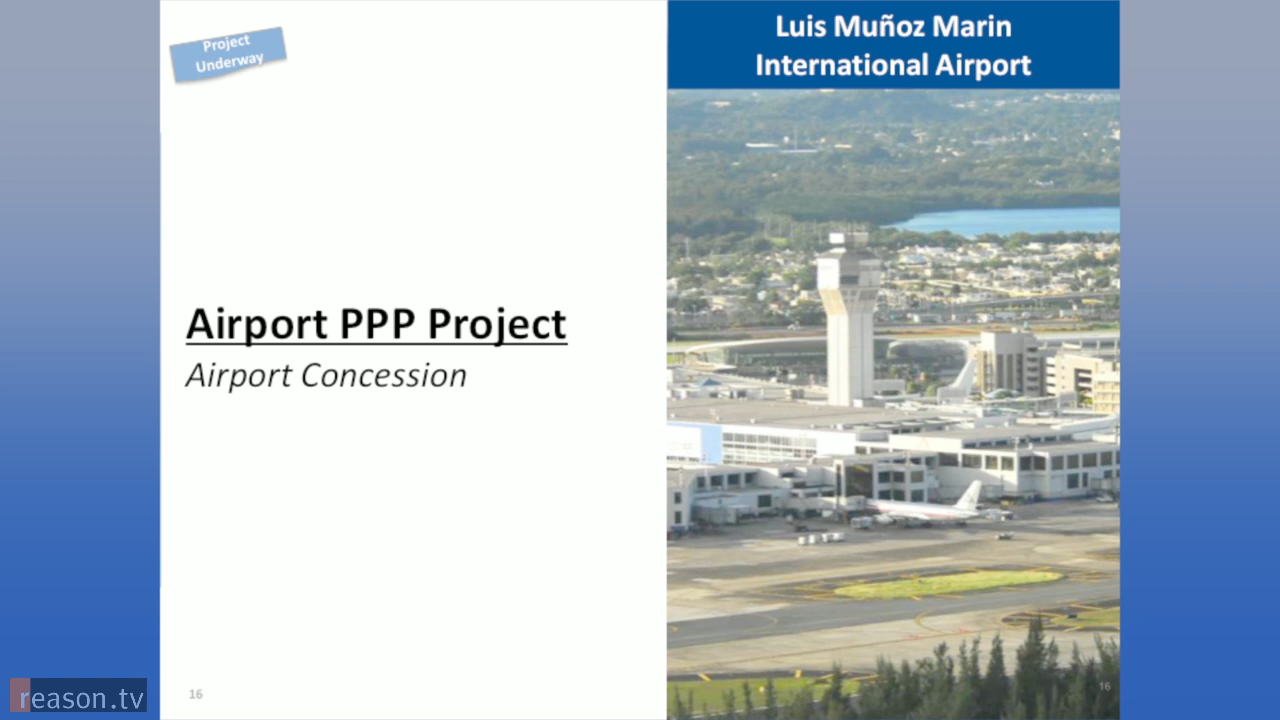 Project
Underway
Luis Muñoz Marin
International Airport
Airport PPP Project
Airport Concession
16
16
reason.tv